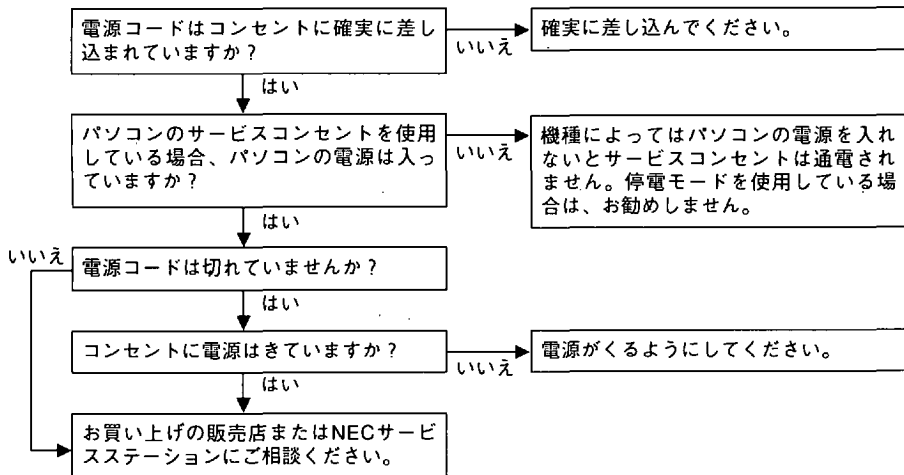 電源コードはコンセントに確実に差し
込まれていますか？
いいえ
確実に差し込んでください。
はい
パソコンのサービスコンセントを使用
している場合、パソコンの電源は入っ
ていますか？
いいえ
機種によってはパソコンの電源を入れ
ないとサービスコンセントは通電され
ません。停電モードを使用している場
合は、お勧めしません。
はい
いいえ
電源コードは切れていませんか？
はい
コンセントに電源はきていますか？
いいえ
電源がくるようにしてください。
はい
お買い上げの販売店またはNECサービ
スステーションにご相談ください。